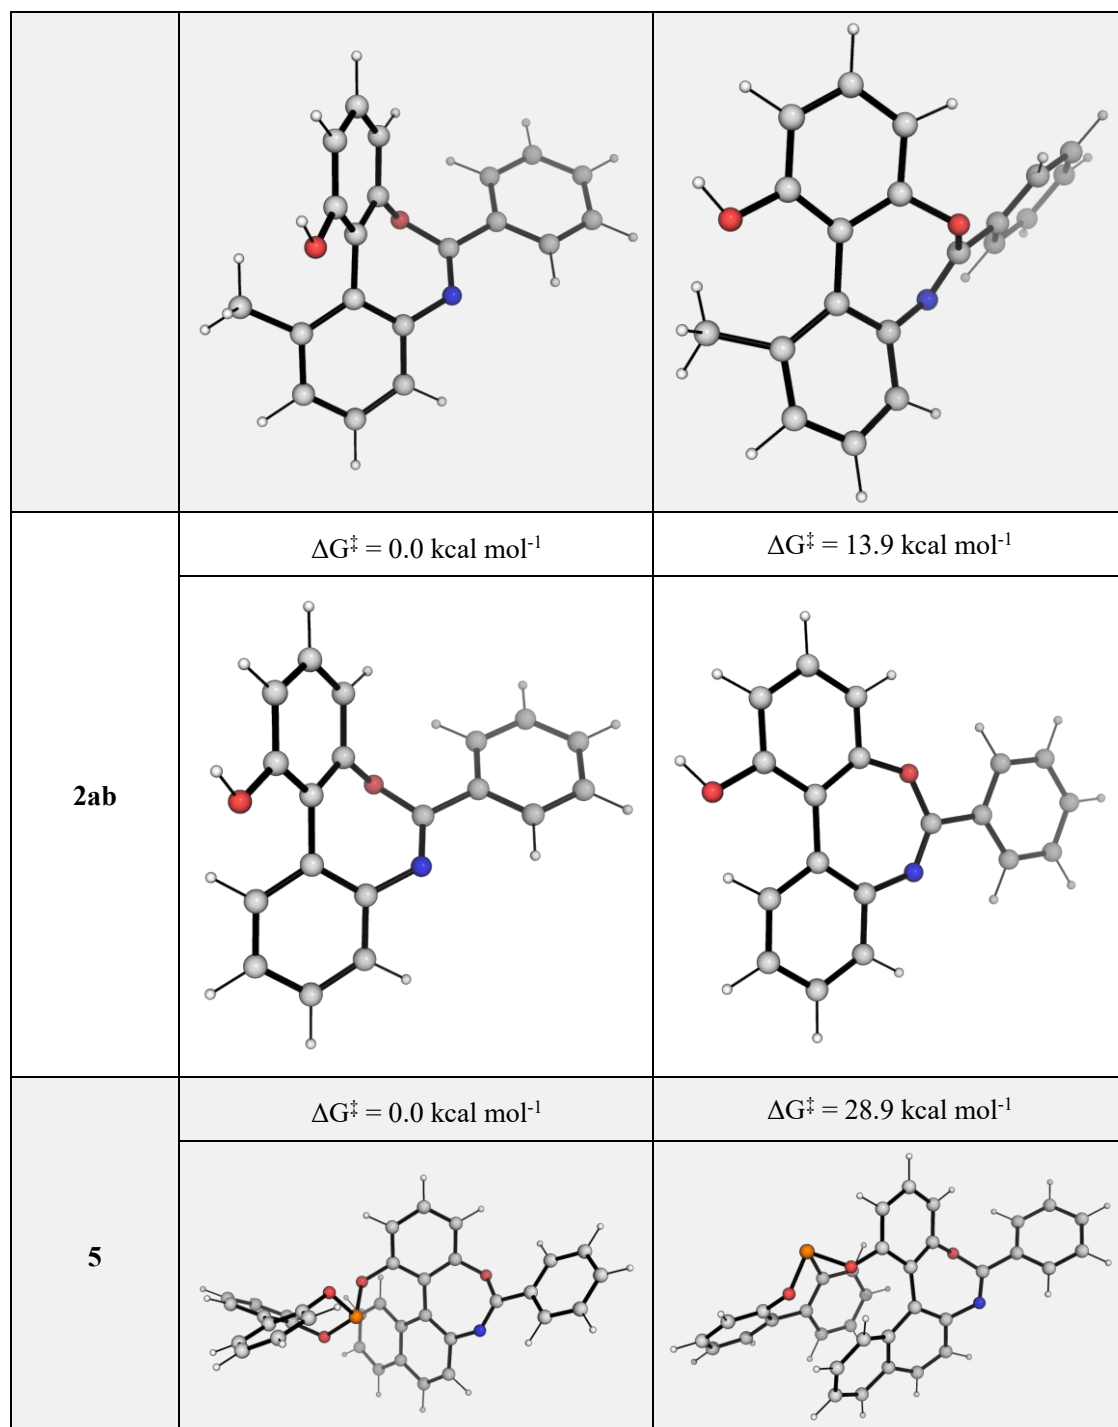 ΔG‡ = 0.0 kcal mol-1
ΔG‡ = 13.9 kcal mol-1
2ab
ΔG‡ = 0.0 kcal mol-1
ΔG‡ = 28.9 kcal mol-1
5